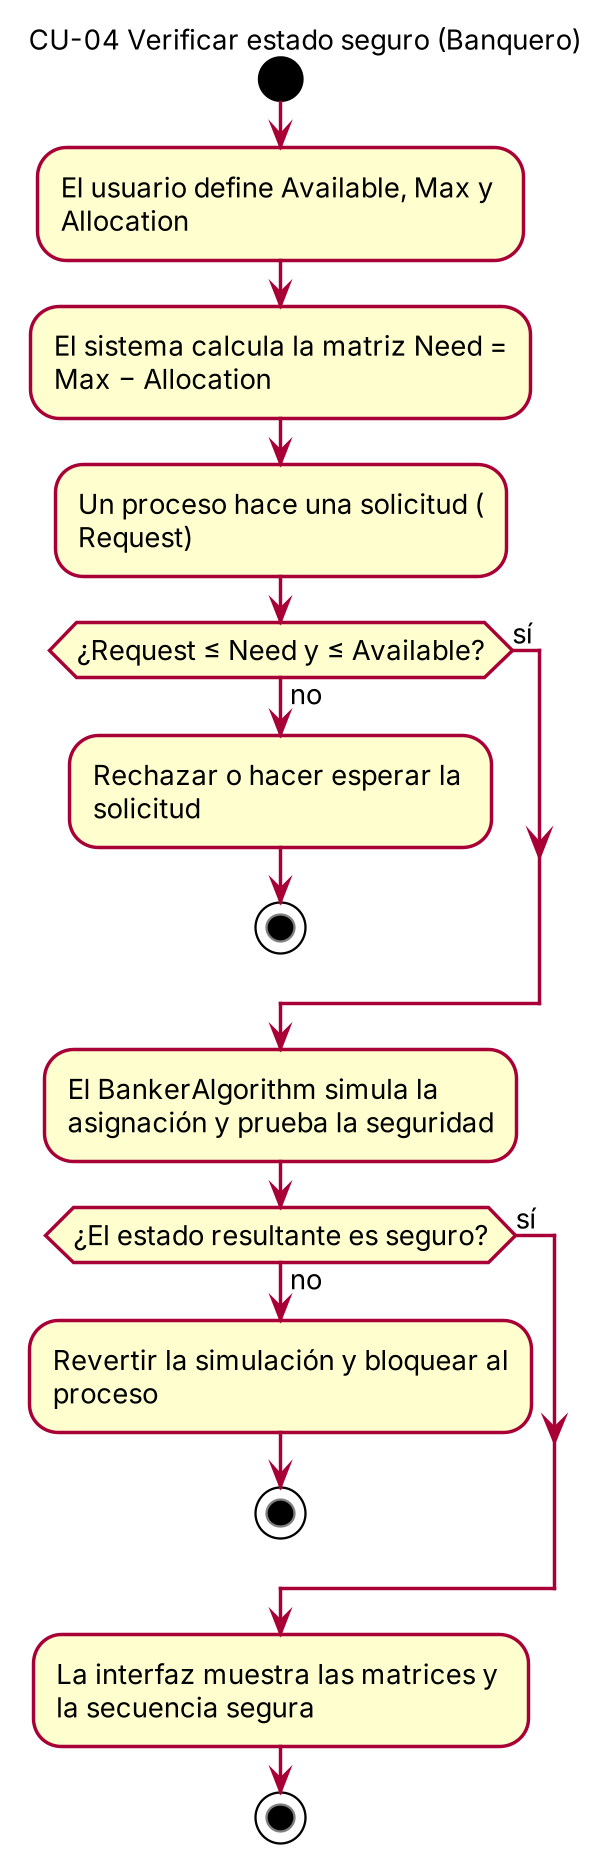 CU-04 Verificar estado seguro (Banquero)
El usuario define Available, Max y
Allocation
El sistema calcula la matriz Need =
Max − Allocation
Un proceso hace una solicitud (
Request)
¿Request ≤ Need y ≤ Available?
sí
no
Rechazar o hacer esperar la
solicitud
El BankerAlgorithm simula la
asignación y prueba la seguridad
¿El estado resultante es seguro?
sí
no
Revertir la simulación y bloquear al
proceso
La interfaz muestra las matrices y
la secuencia segura